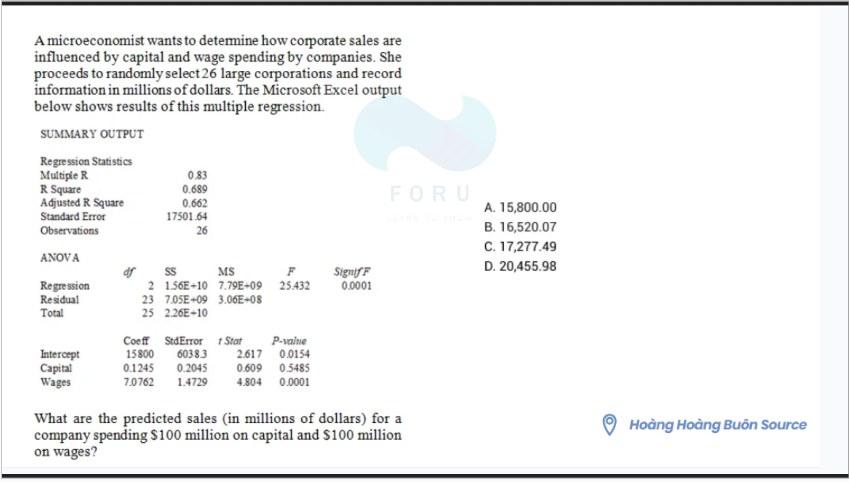 A microeconomist wants to determine how corporate sales are
influenced by capital and wage spending by companies. She
proceeds to randomly select 26 large corporations and record
information in millions of dollars. The Microsoft Excel output
below shows results of this multiple regression.
SUMMARY OUTPUT
Regression Statistics
Multiple R 0.83
R Square 0.689
Adjusted R Square 0.662
Standard Error 17501.64
Observations 26
ANOVA
df SS MS F Signif F
Regression 2 1.56E+10 7.79E+09 25.432 0.0001
Residual 23 7.05E+09 3.06E+08
Total 25 2.26E+10
Coeff StdError t Stat P-value
Intercept 15800 6038.3 2.617 0.0154
Capital 0.1245 0.2045 0.609 0.5485
Wages 7.0762 1.4729 4.804 0.0001
What are the predicted sales (in millions of dollars) for a
company spending $100 million on capital and $100 million
on wages?
FORU
A. 15,800.00
B. 16,520.07
C. 17,277.49
D. 20,455.98
Hoàng Hoàng Buôn Source